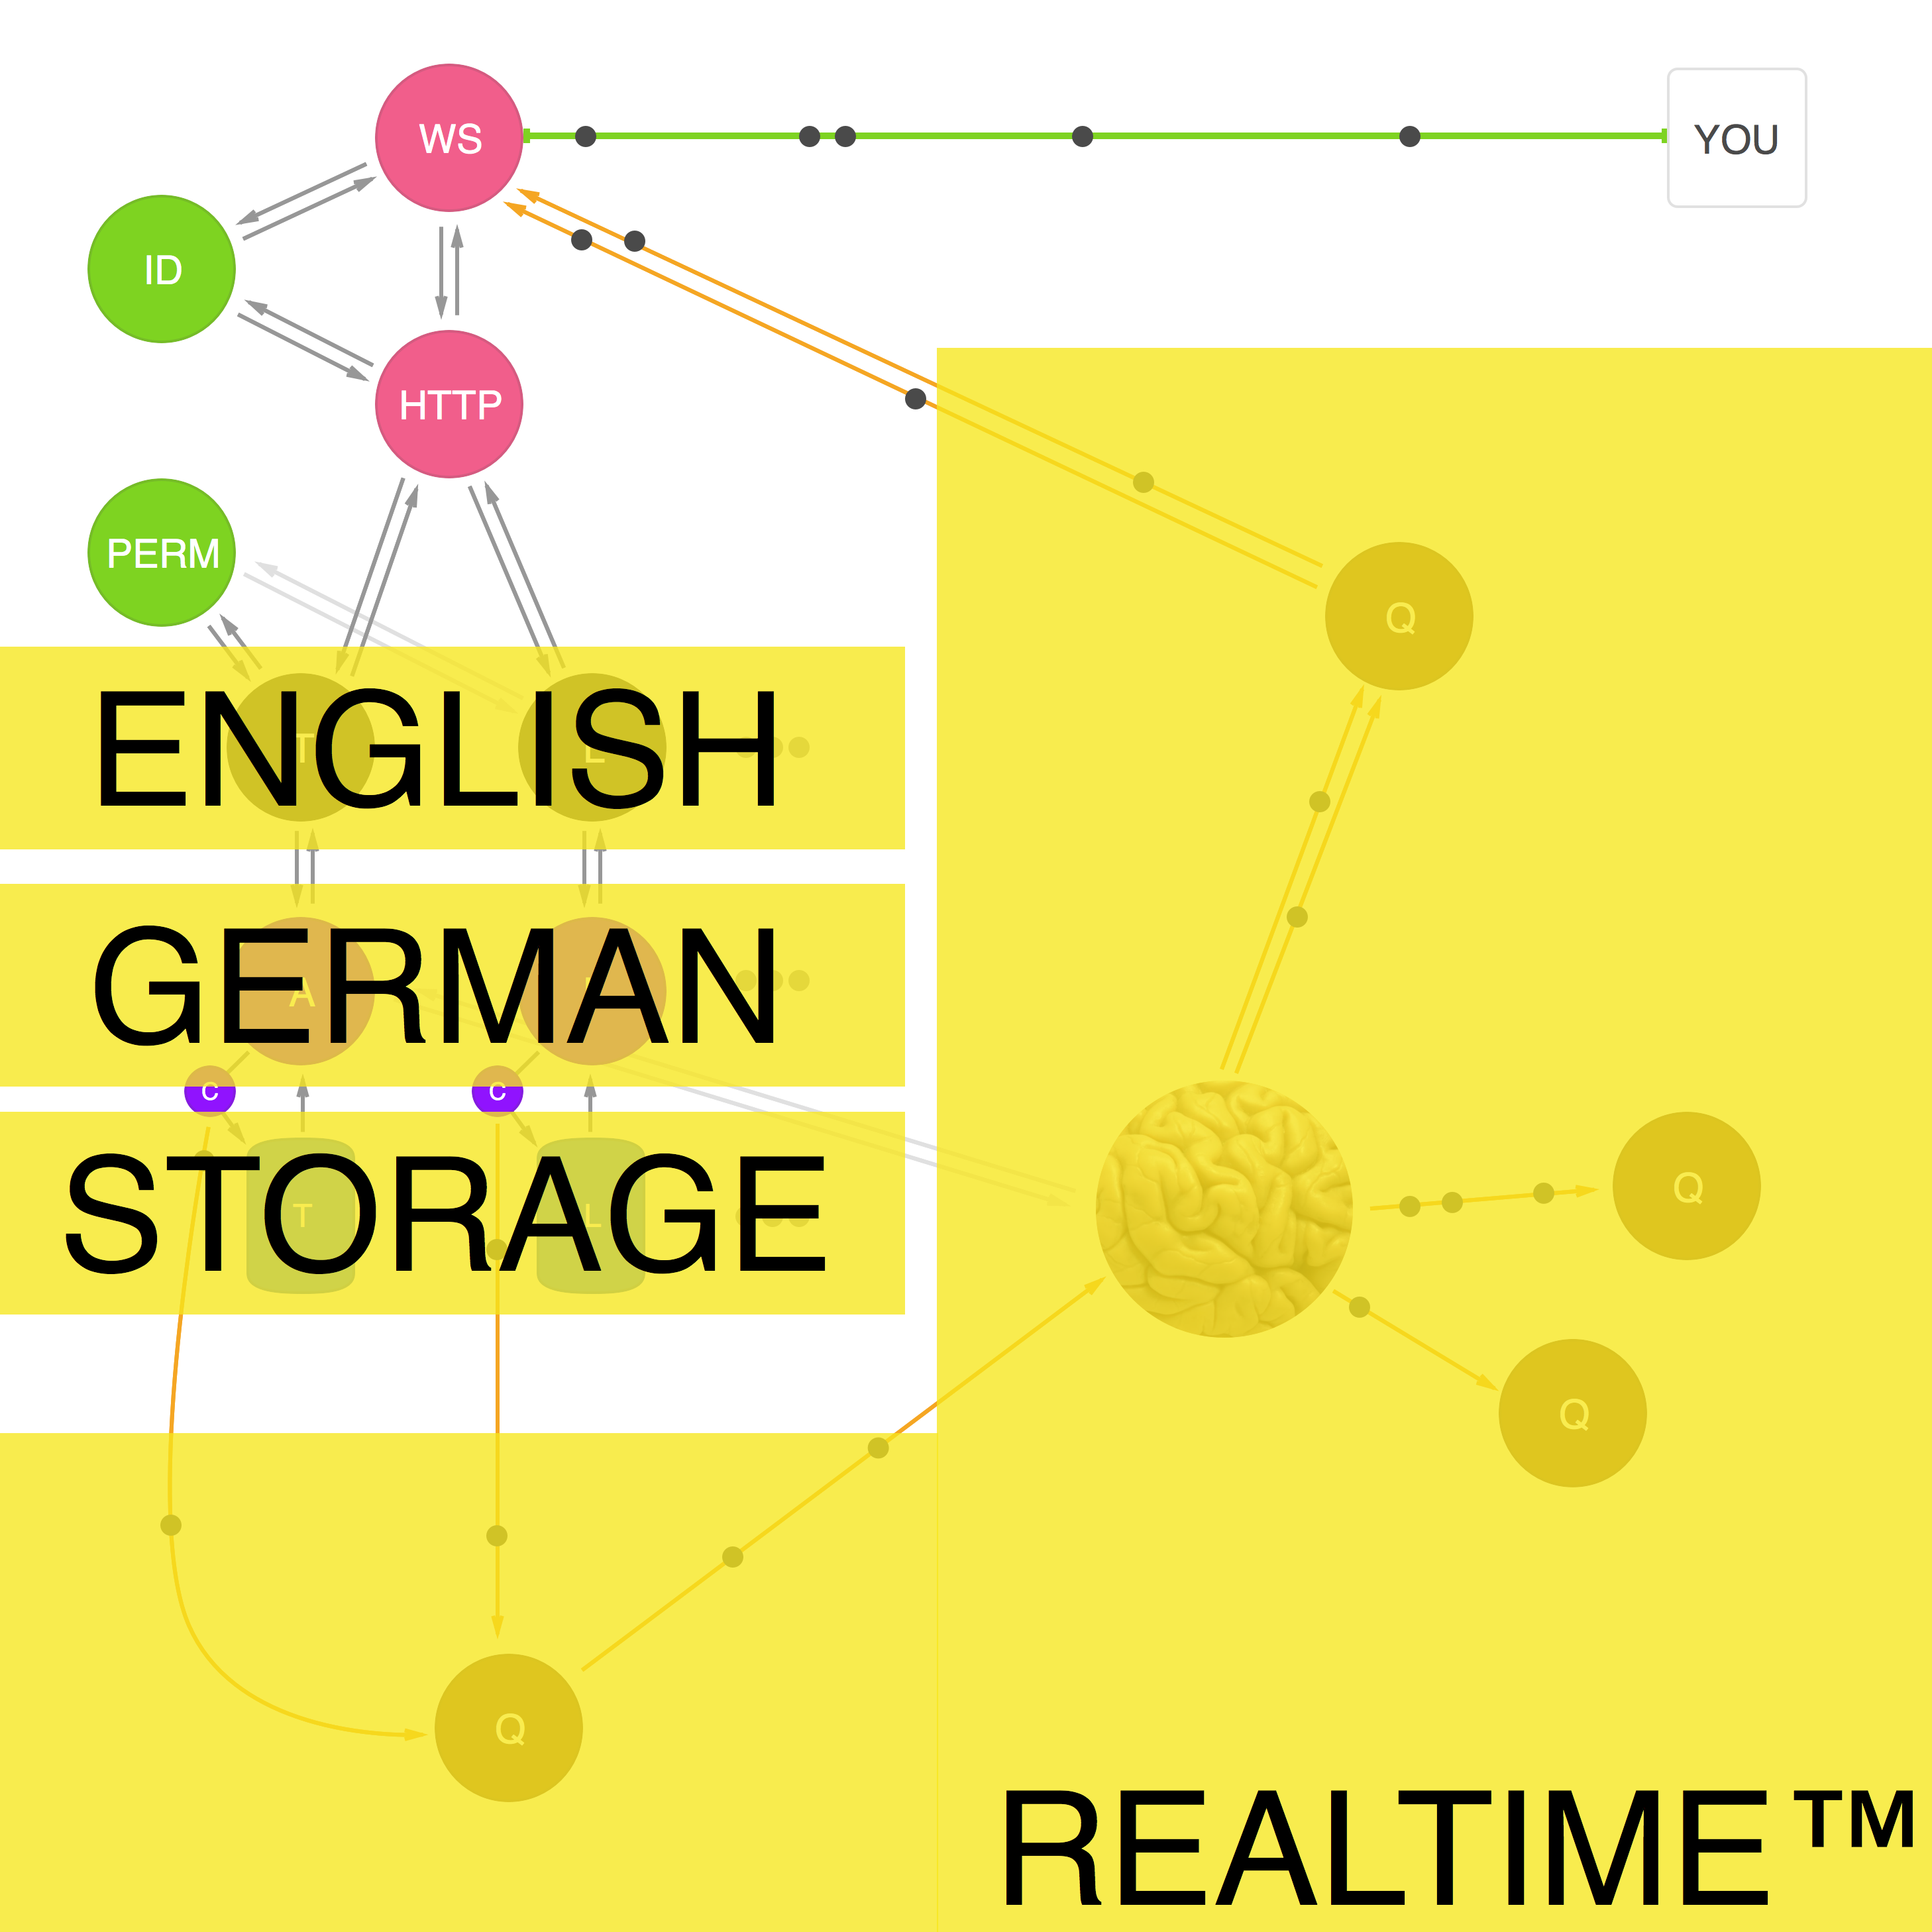 WS
YOU
ID
HTTP
PERM
Q
T L
ENGLISH
A
GERMAN
C C
T L
STORAGE
Q
Q
Q
REALTIME™